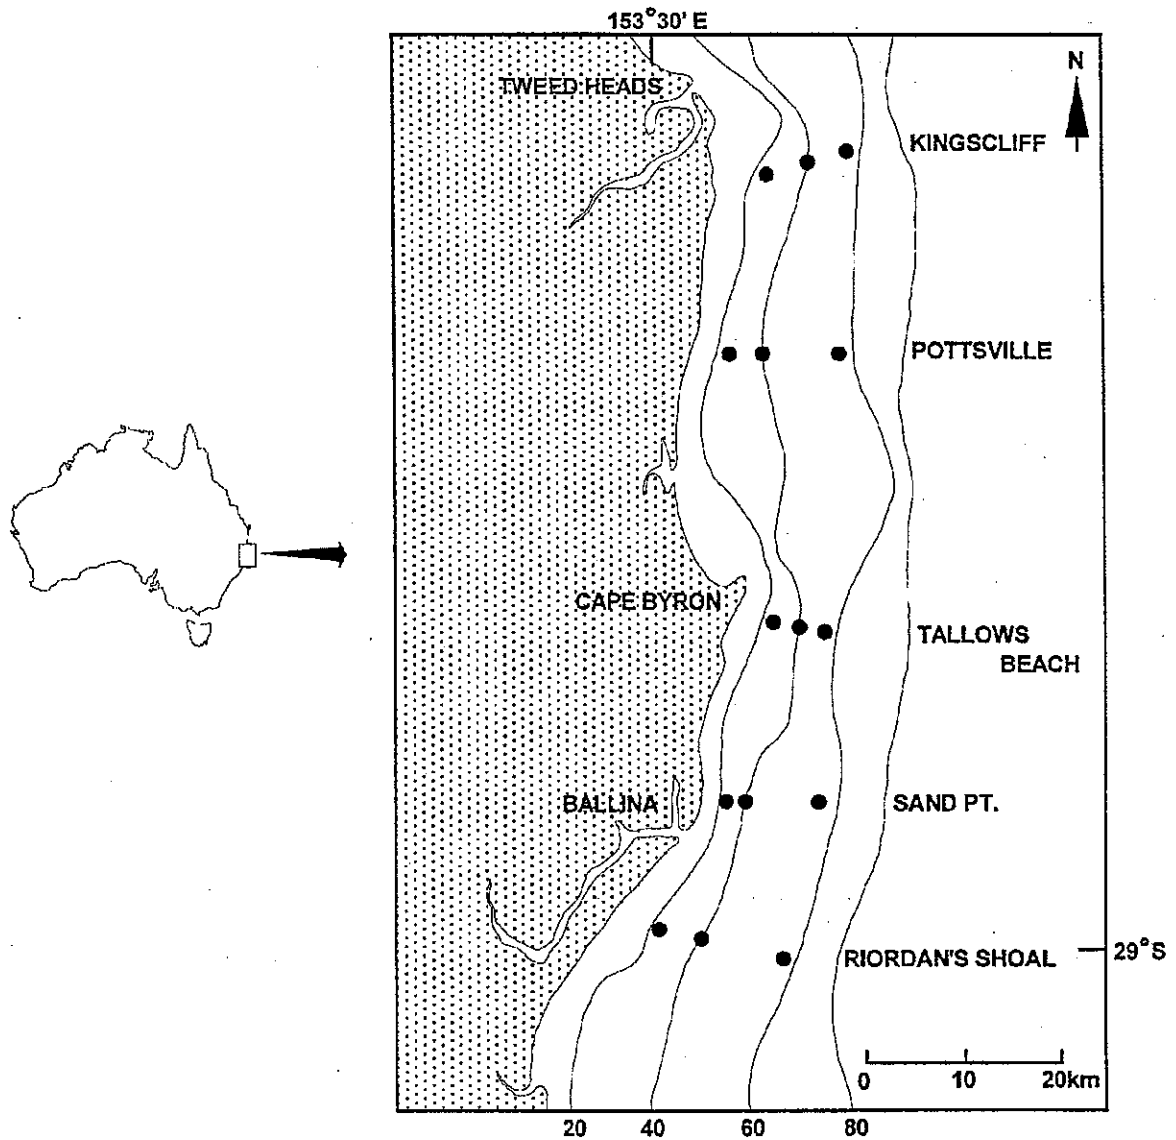 153°30' E
N
TWEED HEADS
KINGSCLIFF
POTTSVILLE
CAPE BYRON
TALLOWS
BEACH
BALLINA
SAND PT.
29°S
RIORDAN'S SHOAL
0 10 20km
20 40 60 80